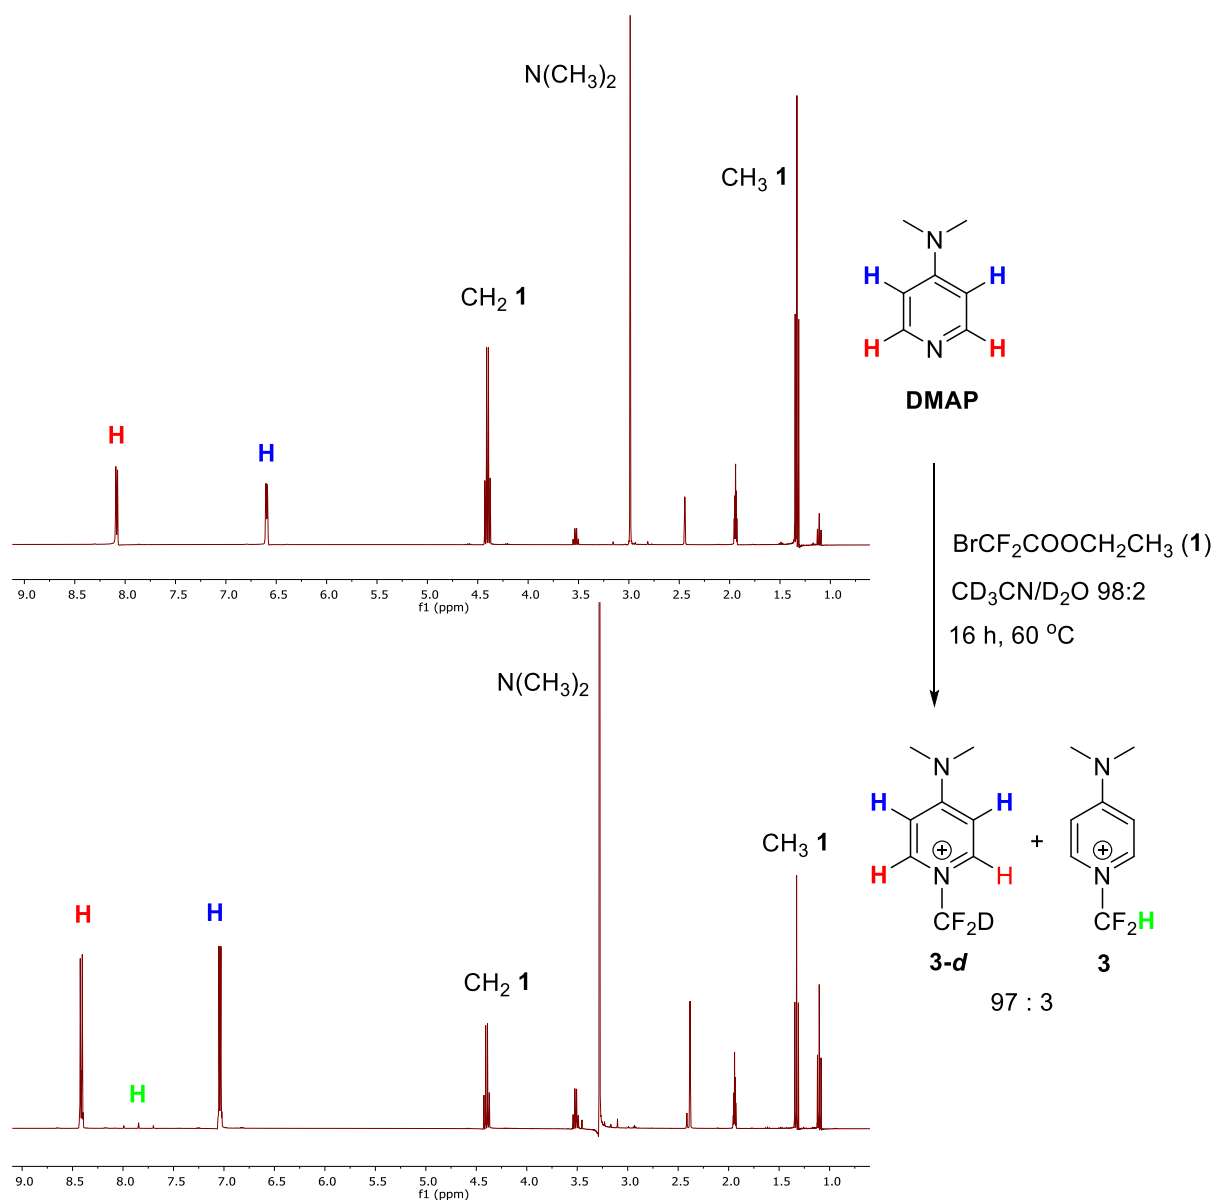 N(CH3)2
CH3 1
CH2 1
H
H
N
H H
H N H
DMAP
9.0 8.5 8.0 7.5 7.0 6.5 6.0 5.5 5.0 4.5 4.0 3.5 3.0 2.5 2.0 1.5 1.0
f1 (ppm)
BrCF2COOCH2CH3 (1)
CD3CN/D2O 98:2
16 h, 60 oC
N(CH3)2
CH3 1
CH2 1
H
H
H
N N
H H
+
H N H N
+ +
CF2D CF2H
3-d 3
97 : 3
9.0 8.5 8.0 7.5 7.0 6.5 6.0 5.5 5.0 4.5 4.0 3.5 3.0 2.5 2.0 1.5 1.0
f1 (ppm)